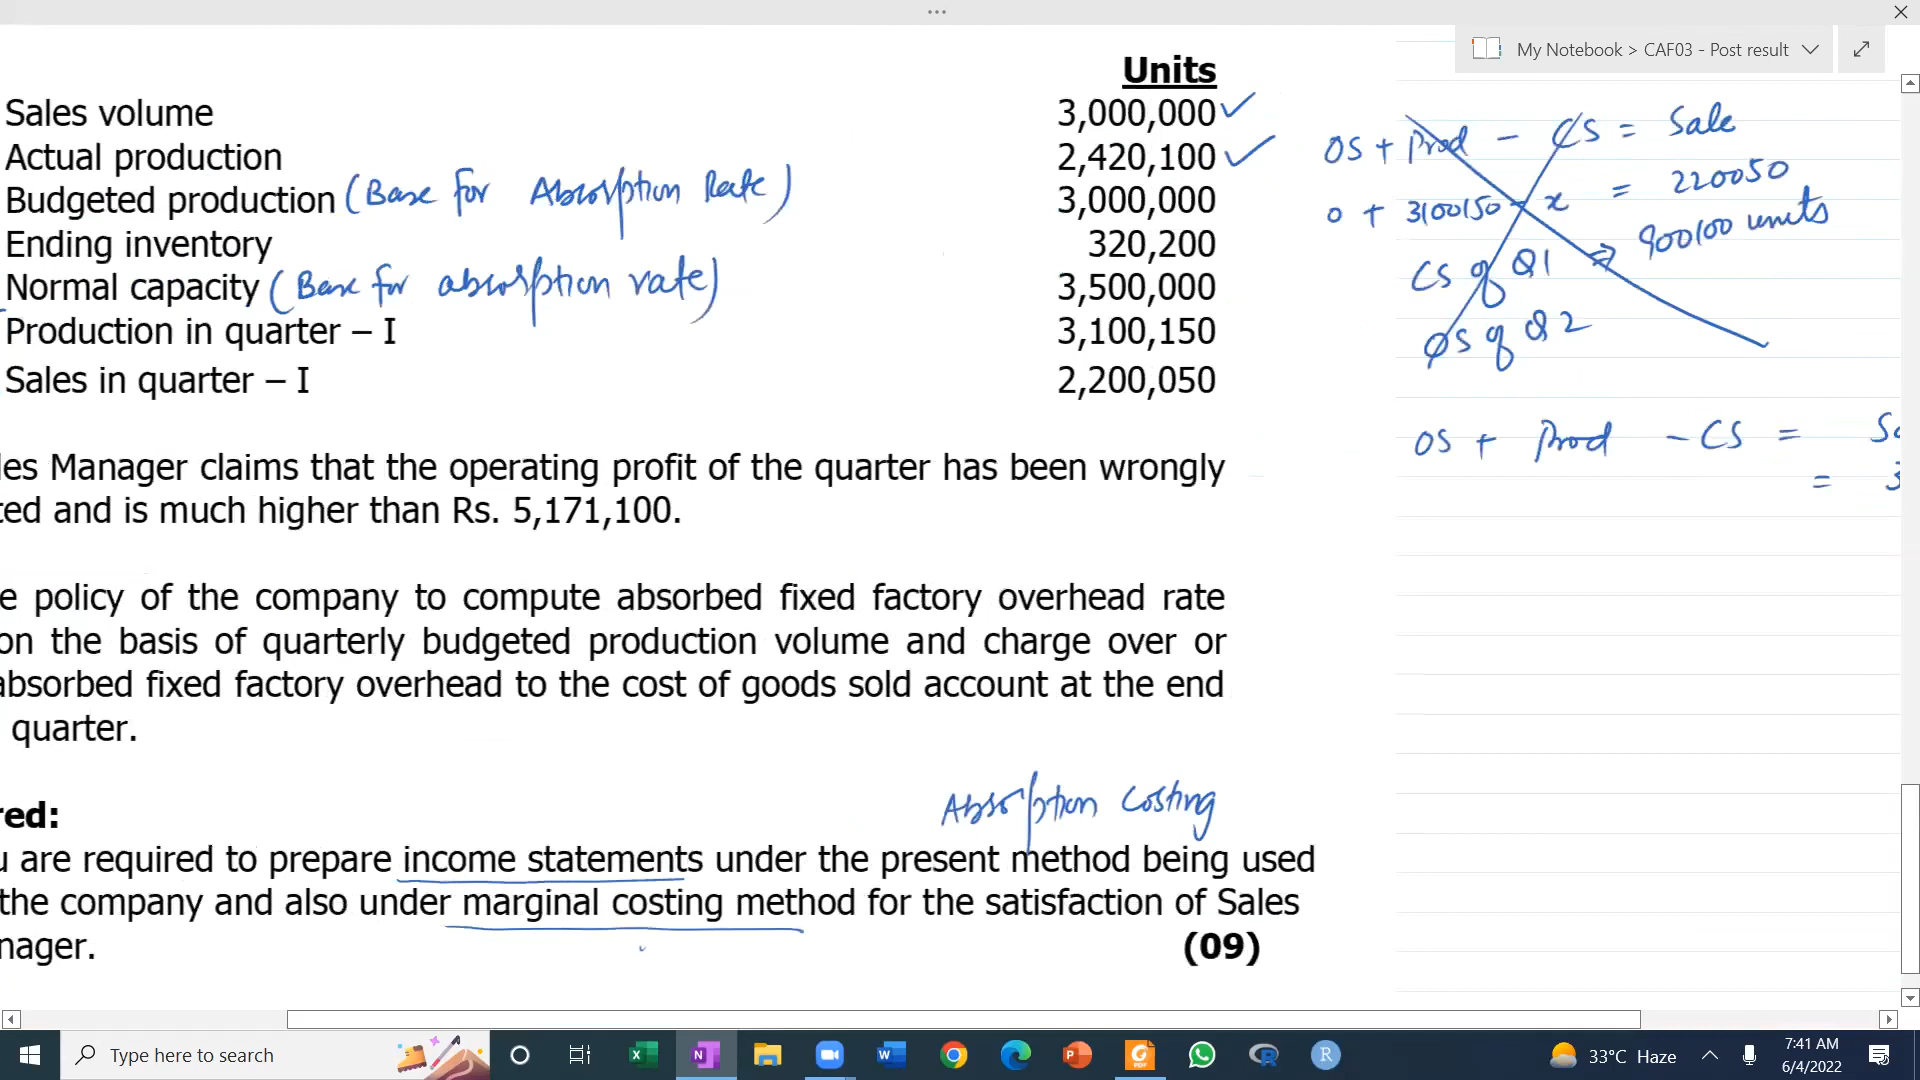 My Notebook > CAF03 - Post result
Units
Sales volume 3,000,000
Actual production 2,420,100
Budgeted production (Base for Absorption Rate) 3,000,000
Ending inventory 320,200
Normal capacity (Base for absorption rate) 3,500,000
Production in quarter – I 3,100,150
Sales in quarter – I 2,200,050
OS + Prod - CS = Sale
0 + 3100150 - x = 220050
CS of Q1 ⇒ 900100 units
OS of Q2
OS + Prod - CS = Sa
= 3
les Manager claims that the operating profit of the quarter has been wrongly
ted and is much higher than Rs. 5,171,100.
e policy of the company to compute absorbed fixed factory overhead rate
on the basis of quarterly budgeted production volume and charge over or
absorbed fixed factory overhead to the cost of goods sold account at the end
quarter.
Absorption Costing
red:
u are required to prepare income statements under the present method being used
the company and also under marginal costing method for the satisfaction of Sales
nager. (09)
Type here to search
33°C Haze
7:41 AM
6/4/2022